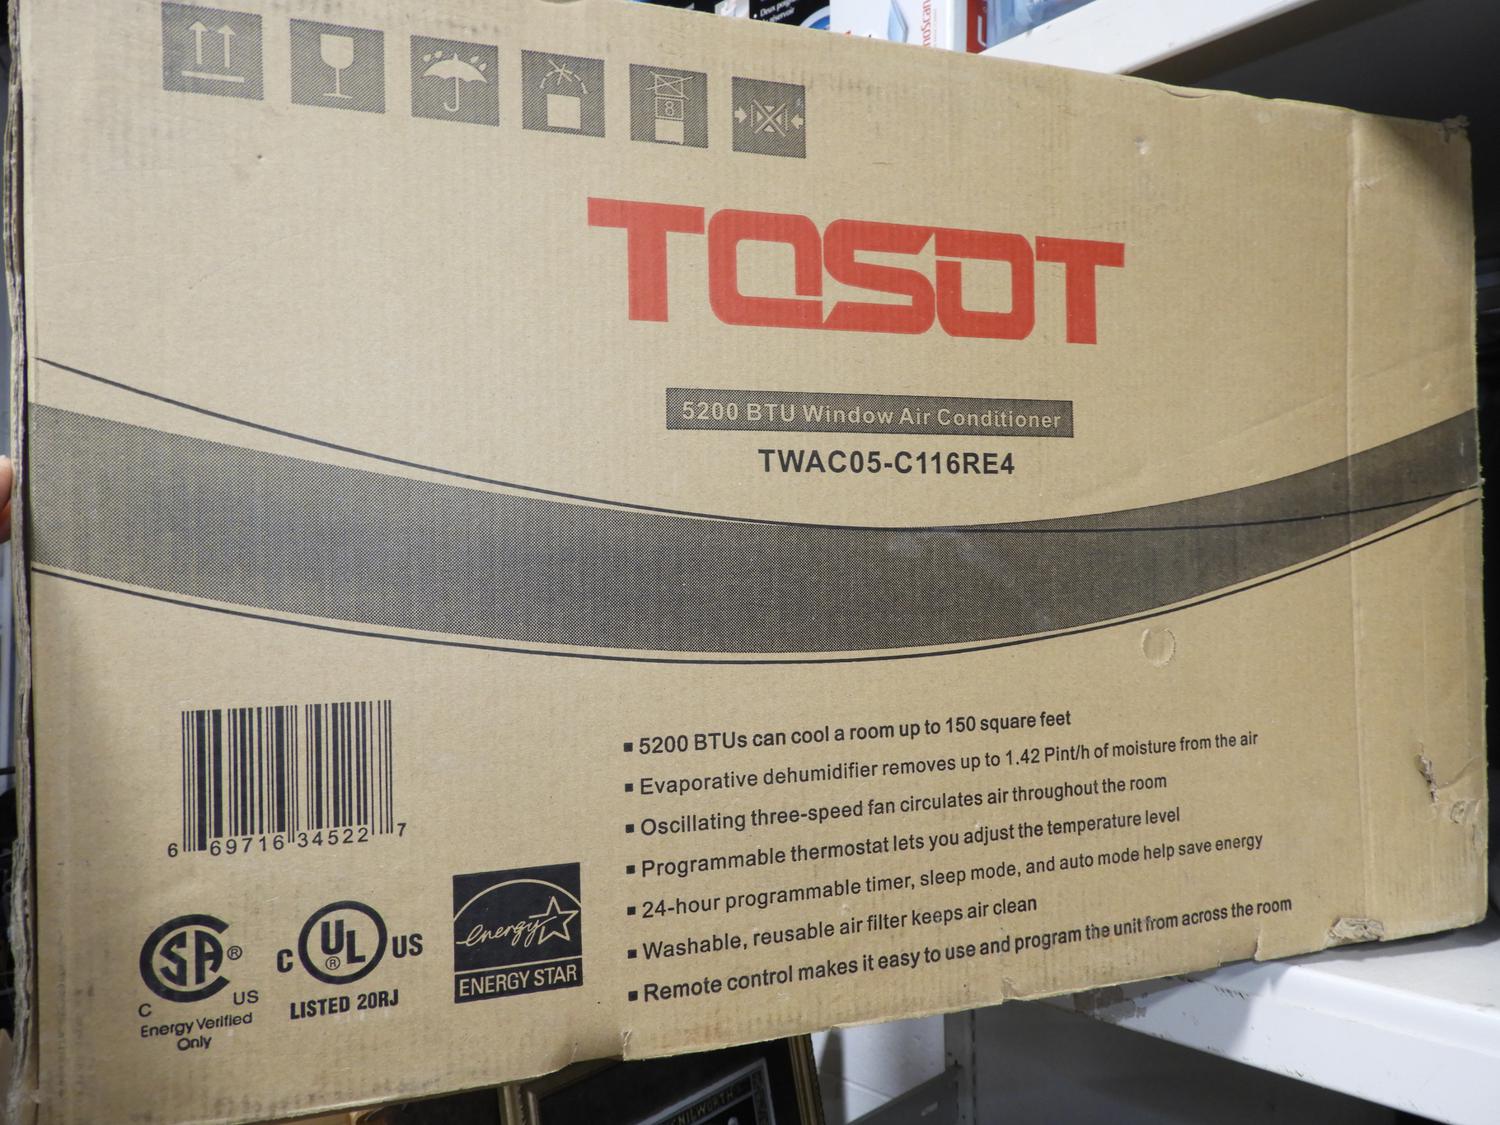 Deux
8
TOSOT
5200 BTU Window Air Conditioner
TWAC05-C116RE4
6 69716 34522 7
5200 BTUs can cool a room up to 150 square feet
Evaporative dehumidifier removes up to 1.42 Pint/h of moisture from the air
Oscillating three-speed fan circulates air throughout the room
Programmable thermostat lets you adjust the temperature level
24-hour programmable timer, sleep mode, and auto mode help save energy
Washable, reusable air filter keeps air clean
Remote control makes it easy to use and program the unit from across the room
SA®
C US
Energy Verified
Only
C UL® US
LISTED 20RJ
energy
ENERGY STAR